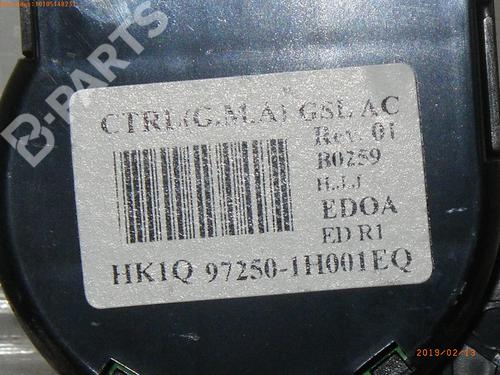 B-PARTS
CTRL(G.M.A) GSL AC
Rev. 01
B0259
H.J.J
EDOA
ED R1
HK1Q 97250-1H001EQ
2019/02/13